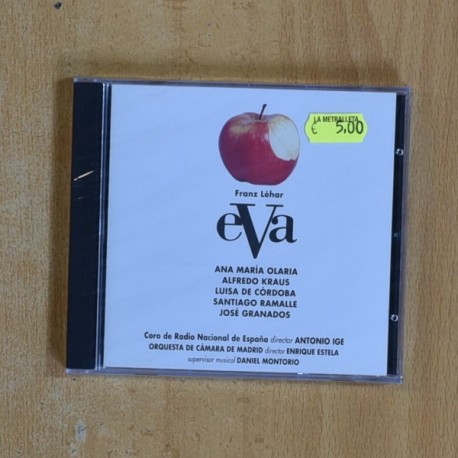 LA METRALLETA
€ 5,00
Franz Léhar
eVa
ANA MARÍA OLARIA
ALFREDO KRAUS
LUISA DE CÓRDOBA
SANTIAGO RAMALLE
JOSÉ GRANADOS
Coro de Radio Nacional de España director ANTONIO IGE
ORQUESTA DE CÁMARA DE MADRID director ENRIQUE ESTELA
supervisor musical DANIEL MONTORIO